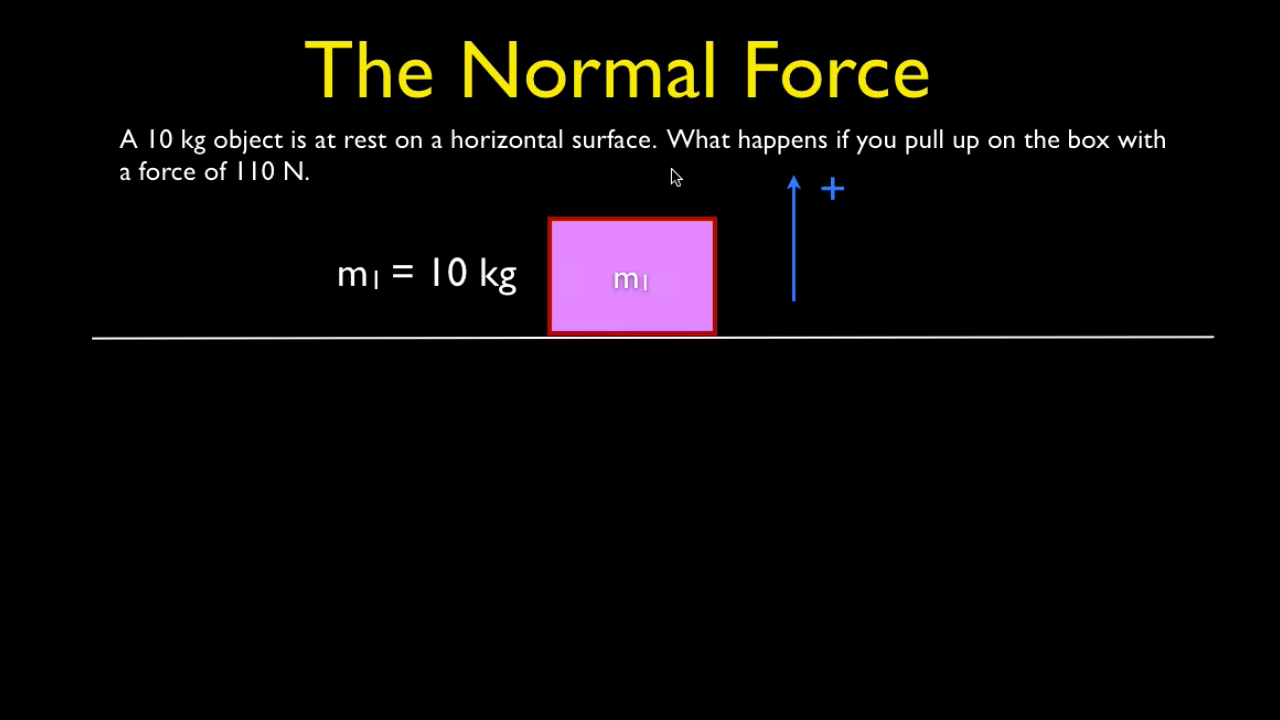 The Normal Force
A 10 kg object is at rest on a horizontal surface. What happens if you pull up on the box with
a force of 110 N.
+
m₁ = 10 kg
m₁